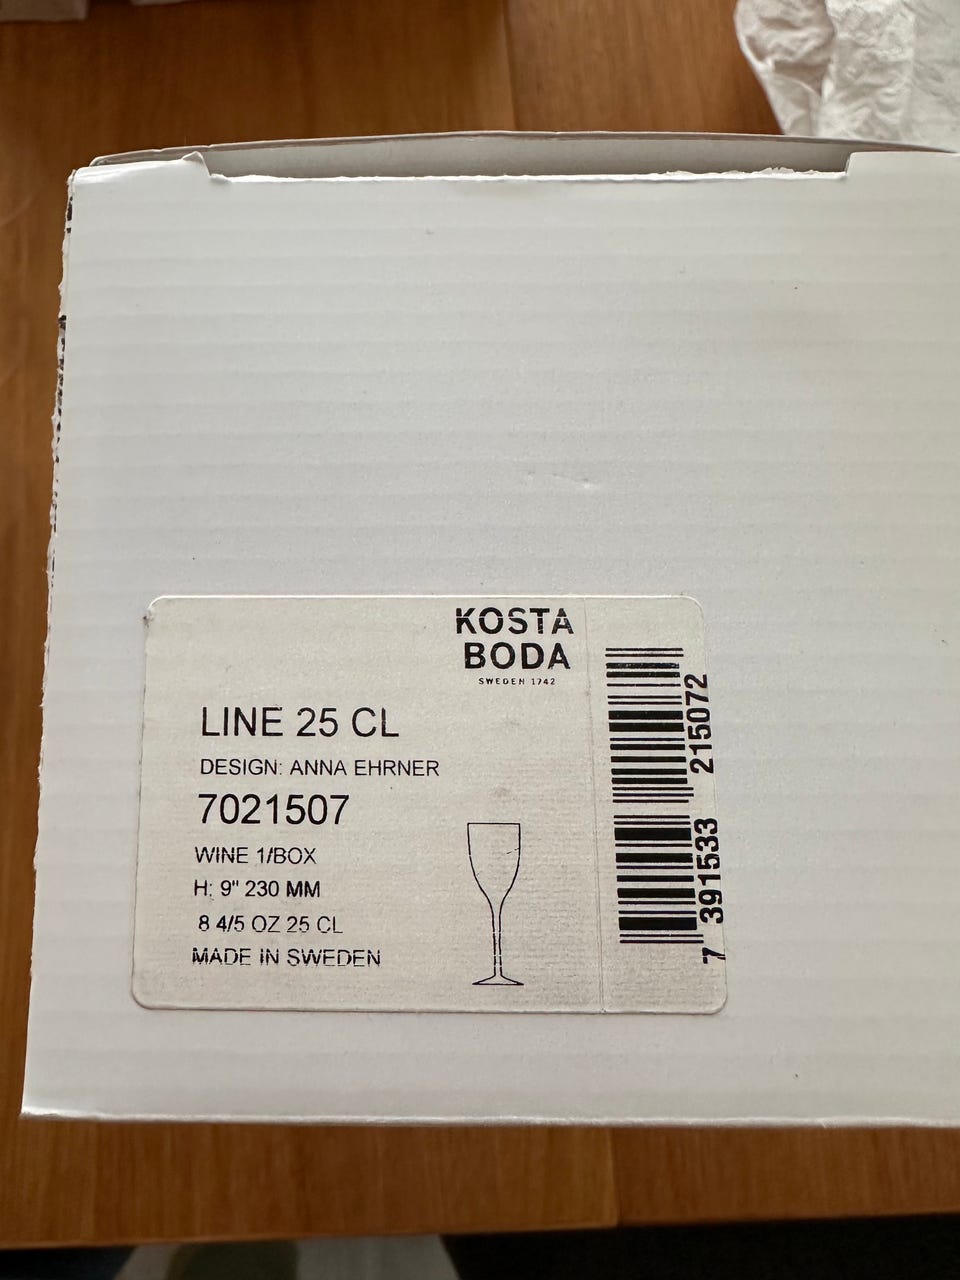 KOSTA
BODA
SWEDEN 1742
LINE 25 CL
DESIGN: ANNA EHRNER
7021507
WINE 1/BOX
H: 9" 230 MM
8 4/5 OZ 25 CL
MADE IN SWEDEN
7 391533 215072